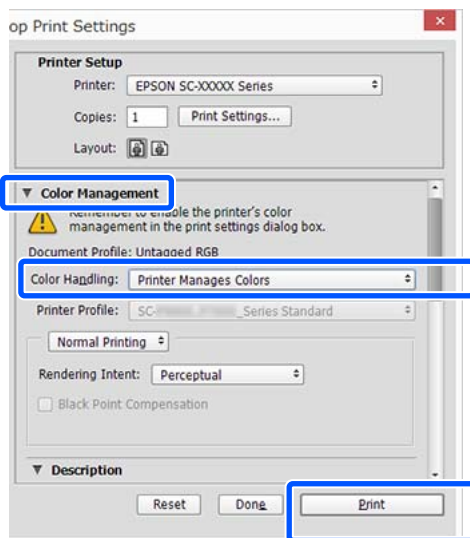 op Print Settings
Printer Setup
Printer: EPSON SC-XXXXX Series
Copies: 1 Print Settings...
Layout:
▼ Color Management
Remember to enable the printer's color
management in the print settings dialog box.
Document Profile: Untagged RGB
Color Handling: Printer Manages Colors
Printer Profile: SC- _Series Standard
Normal Printing
Rendering Intent: Perceptual
Black Point Compensation
▼ Description
Reset Done Print